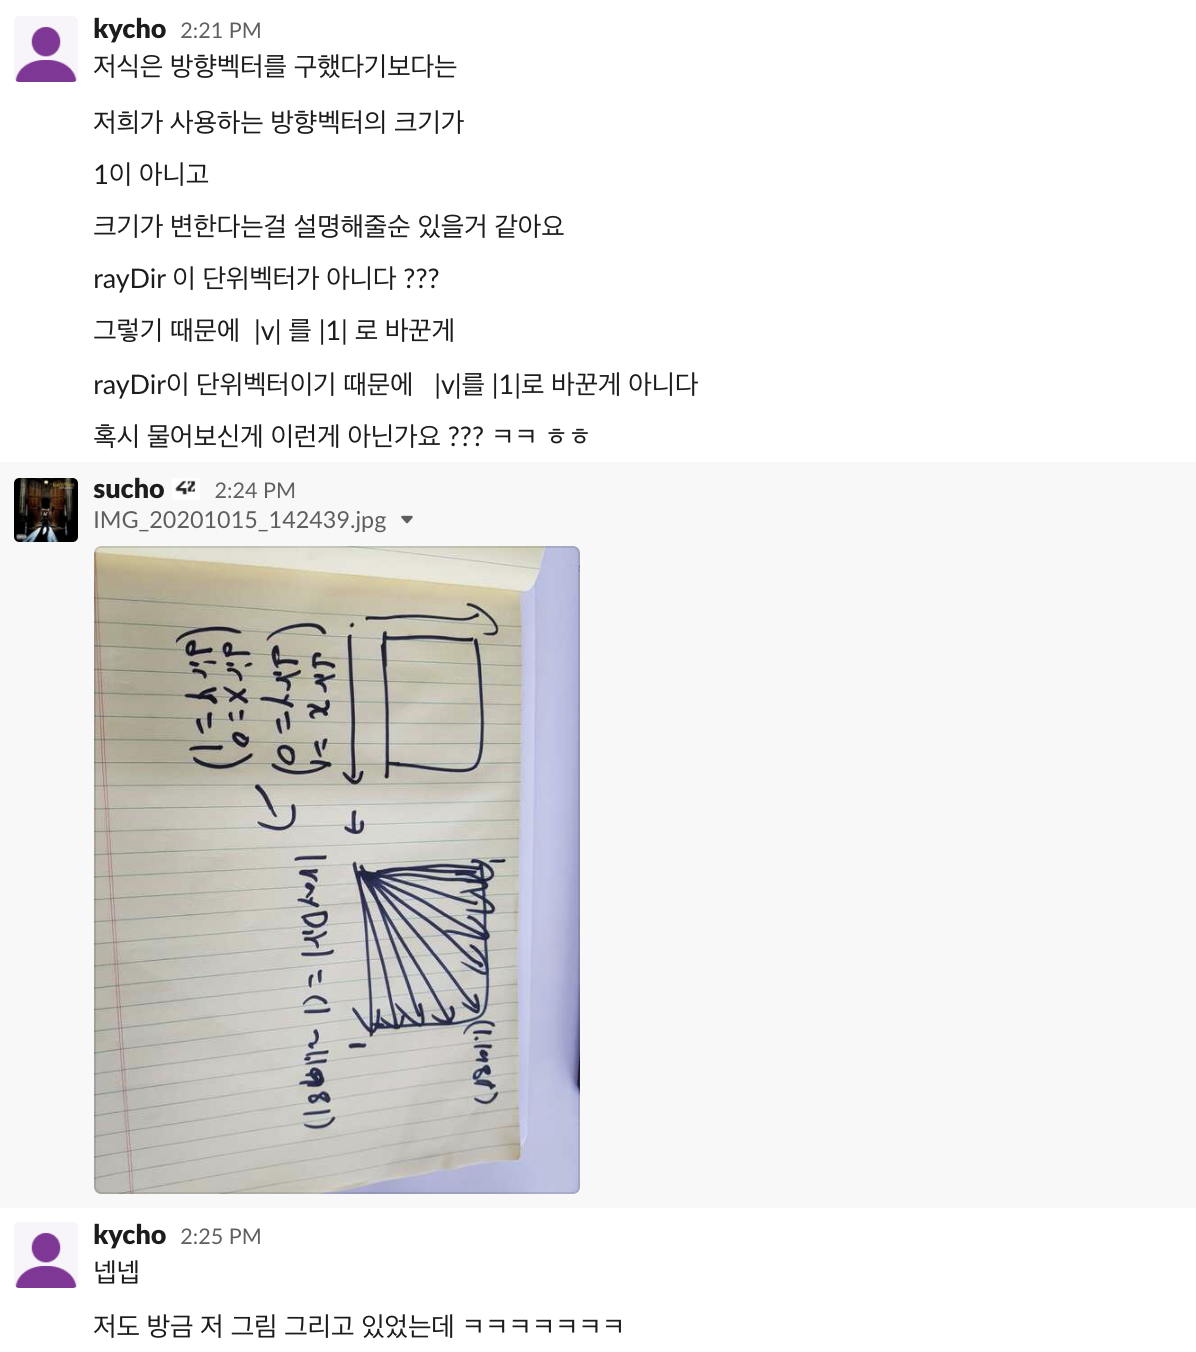 kycho 2:21 PM
저식은 방향벡터를 구했다기보다는
저희가 사용하는 방향벡터의 크기가
1이 아니고
크기가 변한다는걸 설명해줄순 있을거 같아요
rayDir 이 단위벡터가 아니다 ???
그렇기 때문에 |v| 를 |1| 로 바꾼게
rayDir이 단위벡터이기 때문에 |v|를 |1|로 바꾼게 아니다
혹시 물어보신게 이런게 아닌가요 ??? ㅋㅋ ㅎㅎ
sucho 42 2:24 PM
IMG_20201015_142439.jpg
(dir x = 1
dir y = 0)
(dir x = 0
dir y = 1)
1
1
|rayDir| = (1 ~
kycho 2:25 PM
넵넵
저도 방금 저 그림 그리고 있었는데 ㅋㅋㅋㅋㅋㅋㅋ